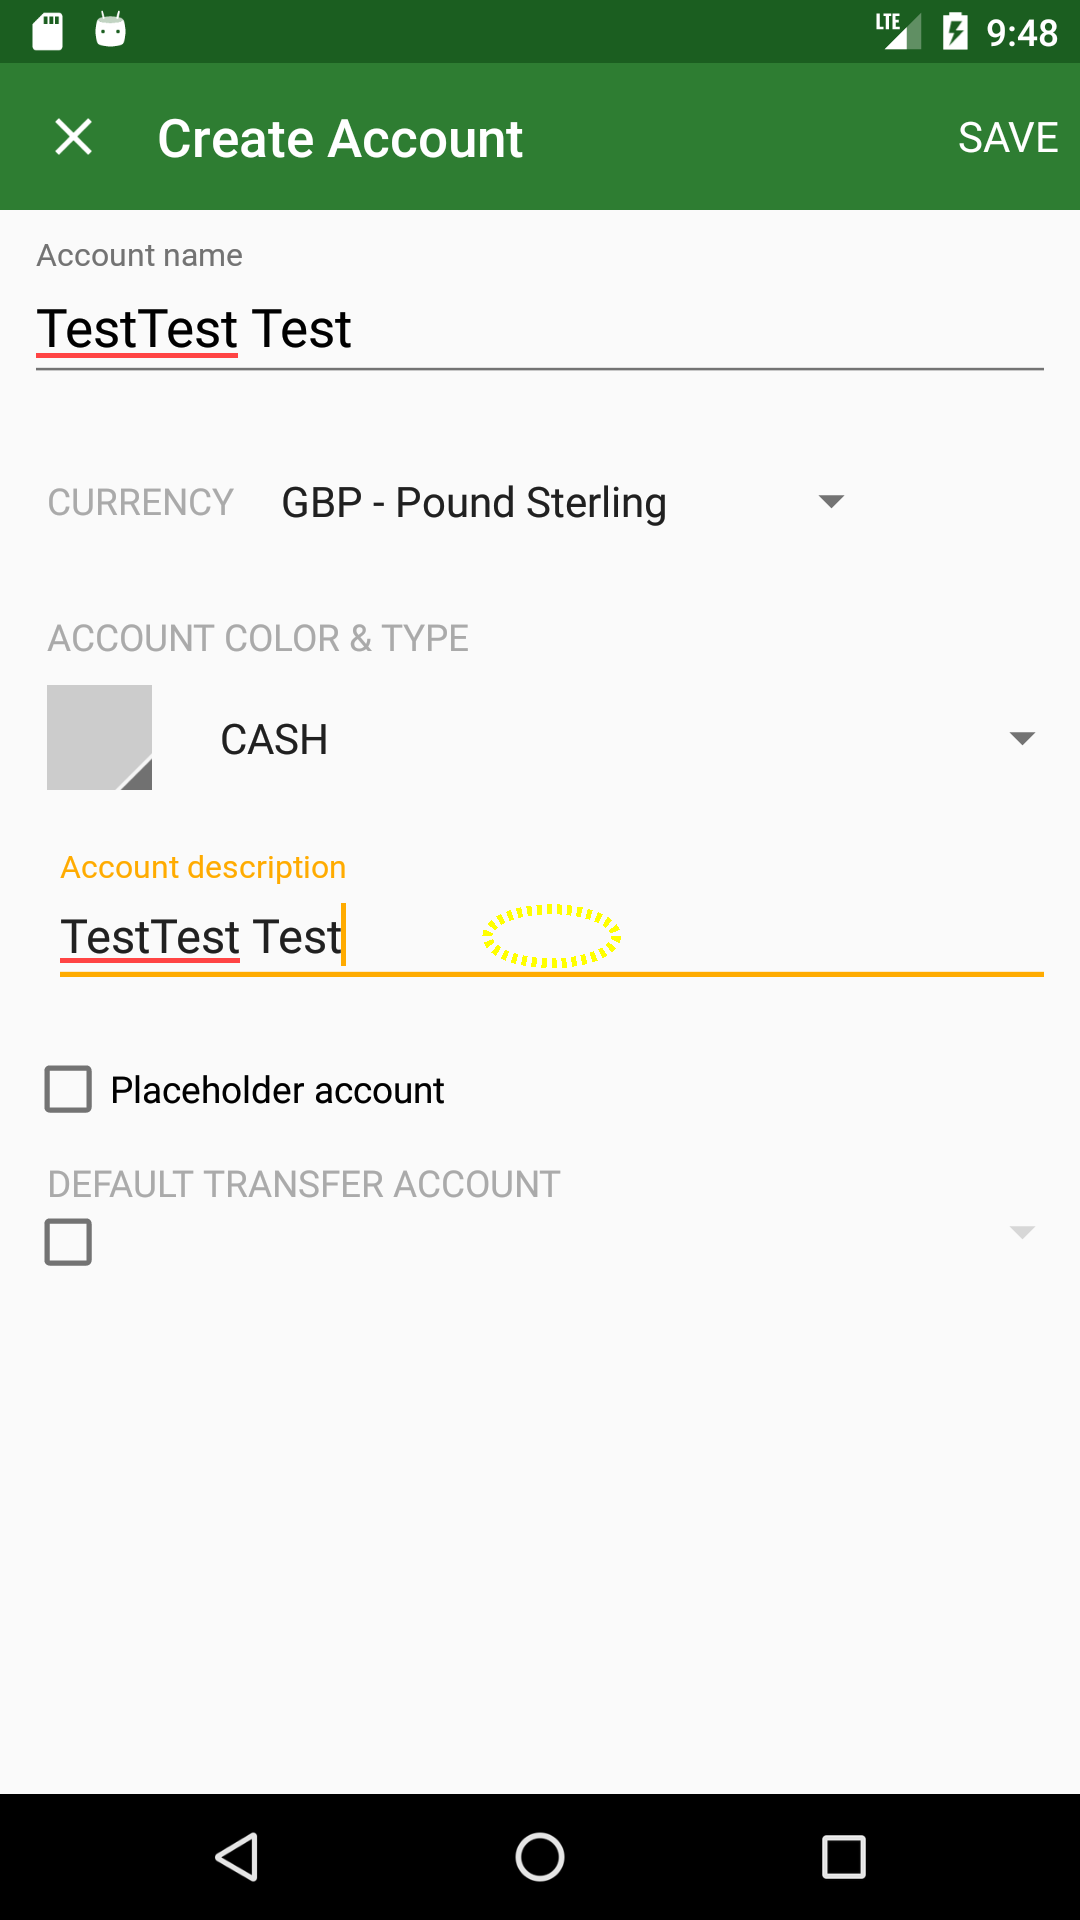 LTE 9:48
Create Account SAVE
Account name
TestTest Test
CURRENCY GBP - Pound Sterling
ACCOUNT COLOR & TYPE
CASH
Account description
TestTest Test
Placeholder account
DEFAULT TRANSFER ACCOUNT